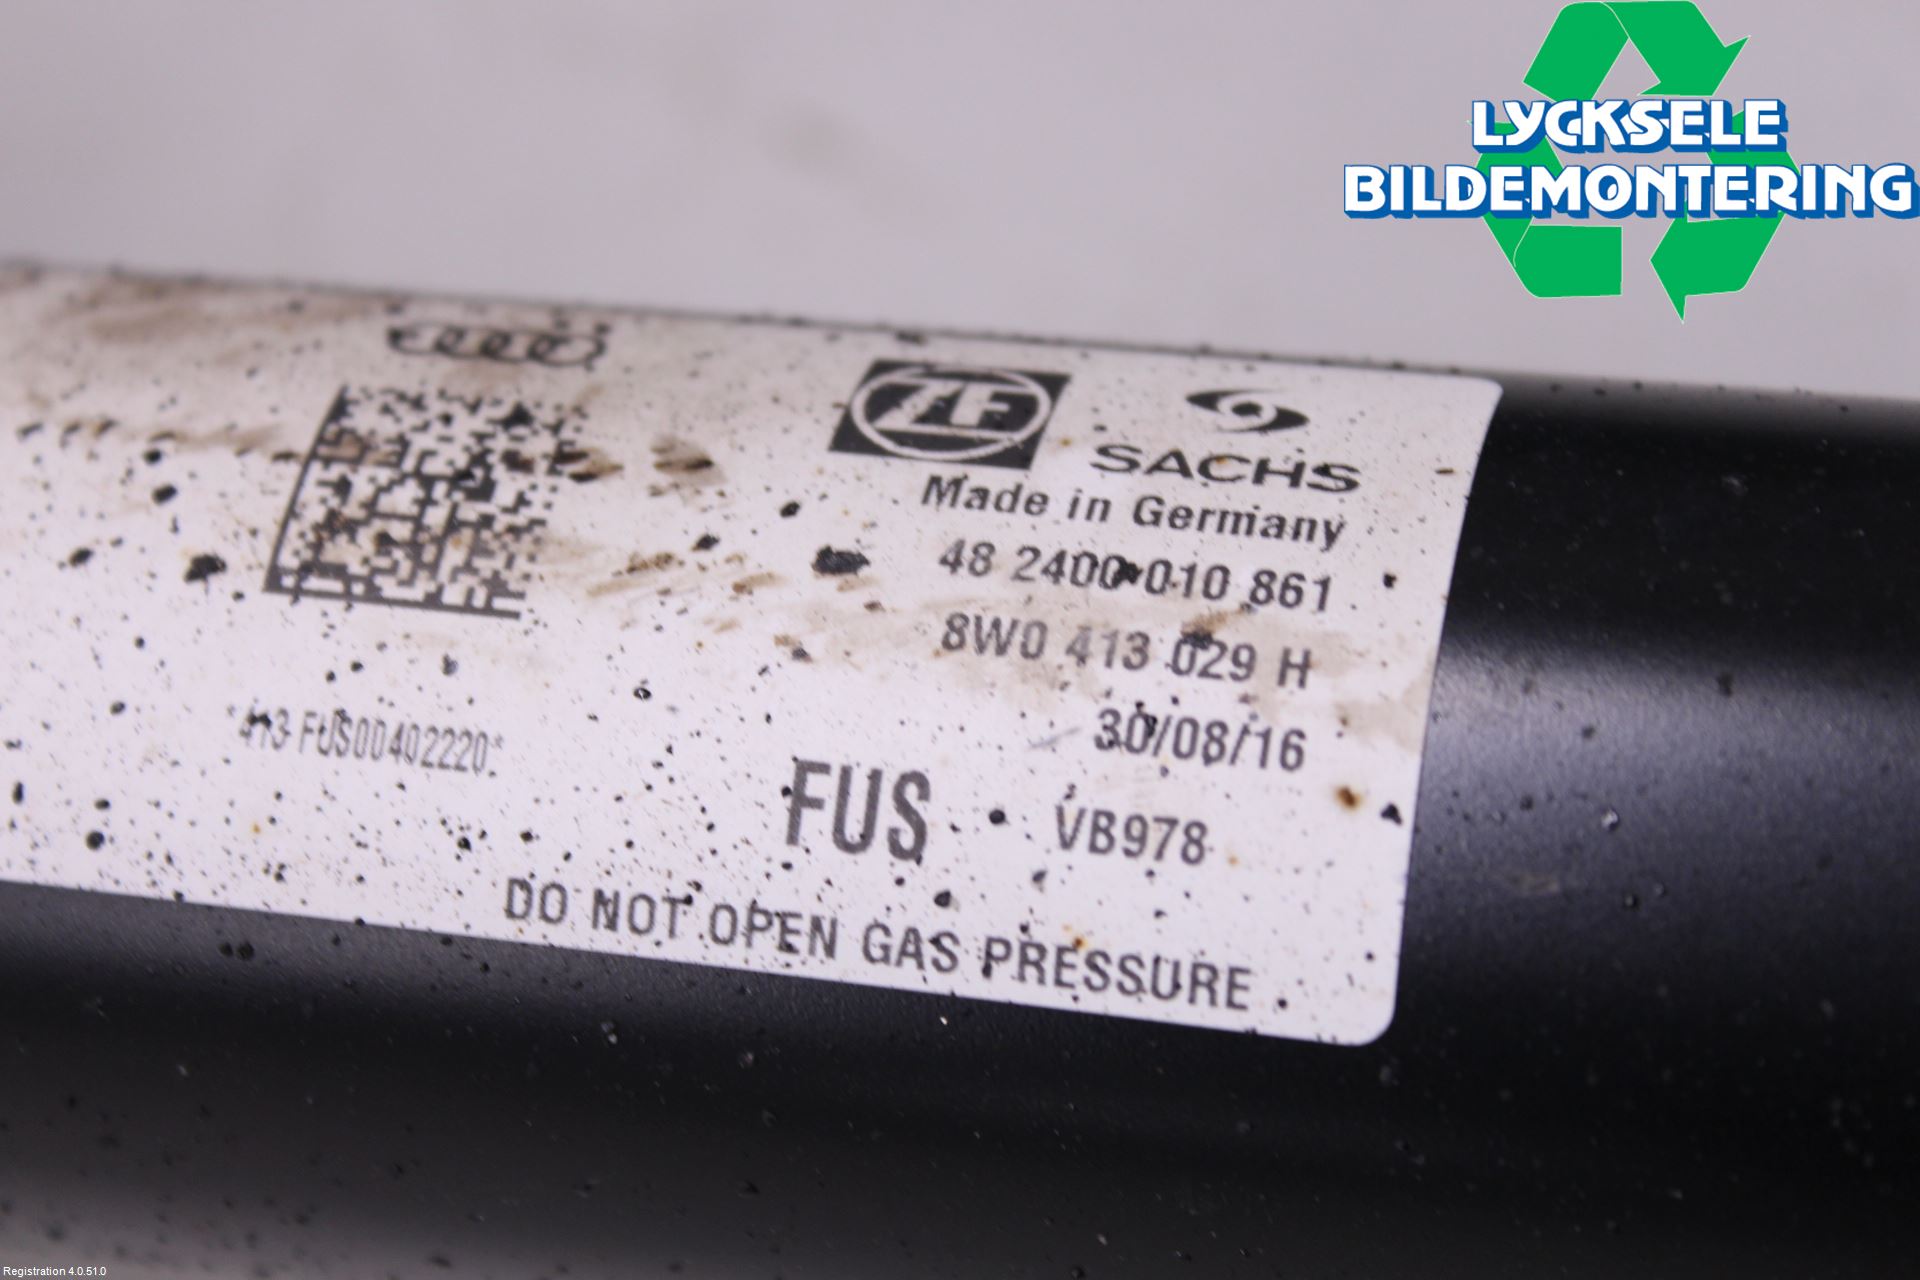 LYCKSELE
BILDEMONTERING
ZF
SACHS
Made in Germany
48 2400 010 861
8W0 413 029 H
30/08/16
*413 FUS00402220*
FUS VB978
DO NOT OPEN GAS PRESSURE
Registration 4.0.51.0